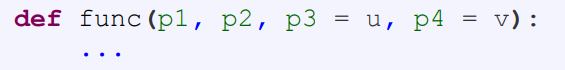 def func(p1, p2, p3 = u, p4 = v):
...